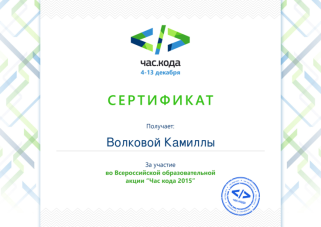 час.кода
4-13 декабря
СЕРТИФИКАТ
Получает:
Волковой Камиллы
За участие
во Всероссийской образовательной
акции "Час кода 2015"